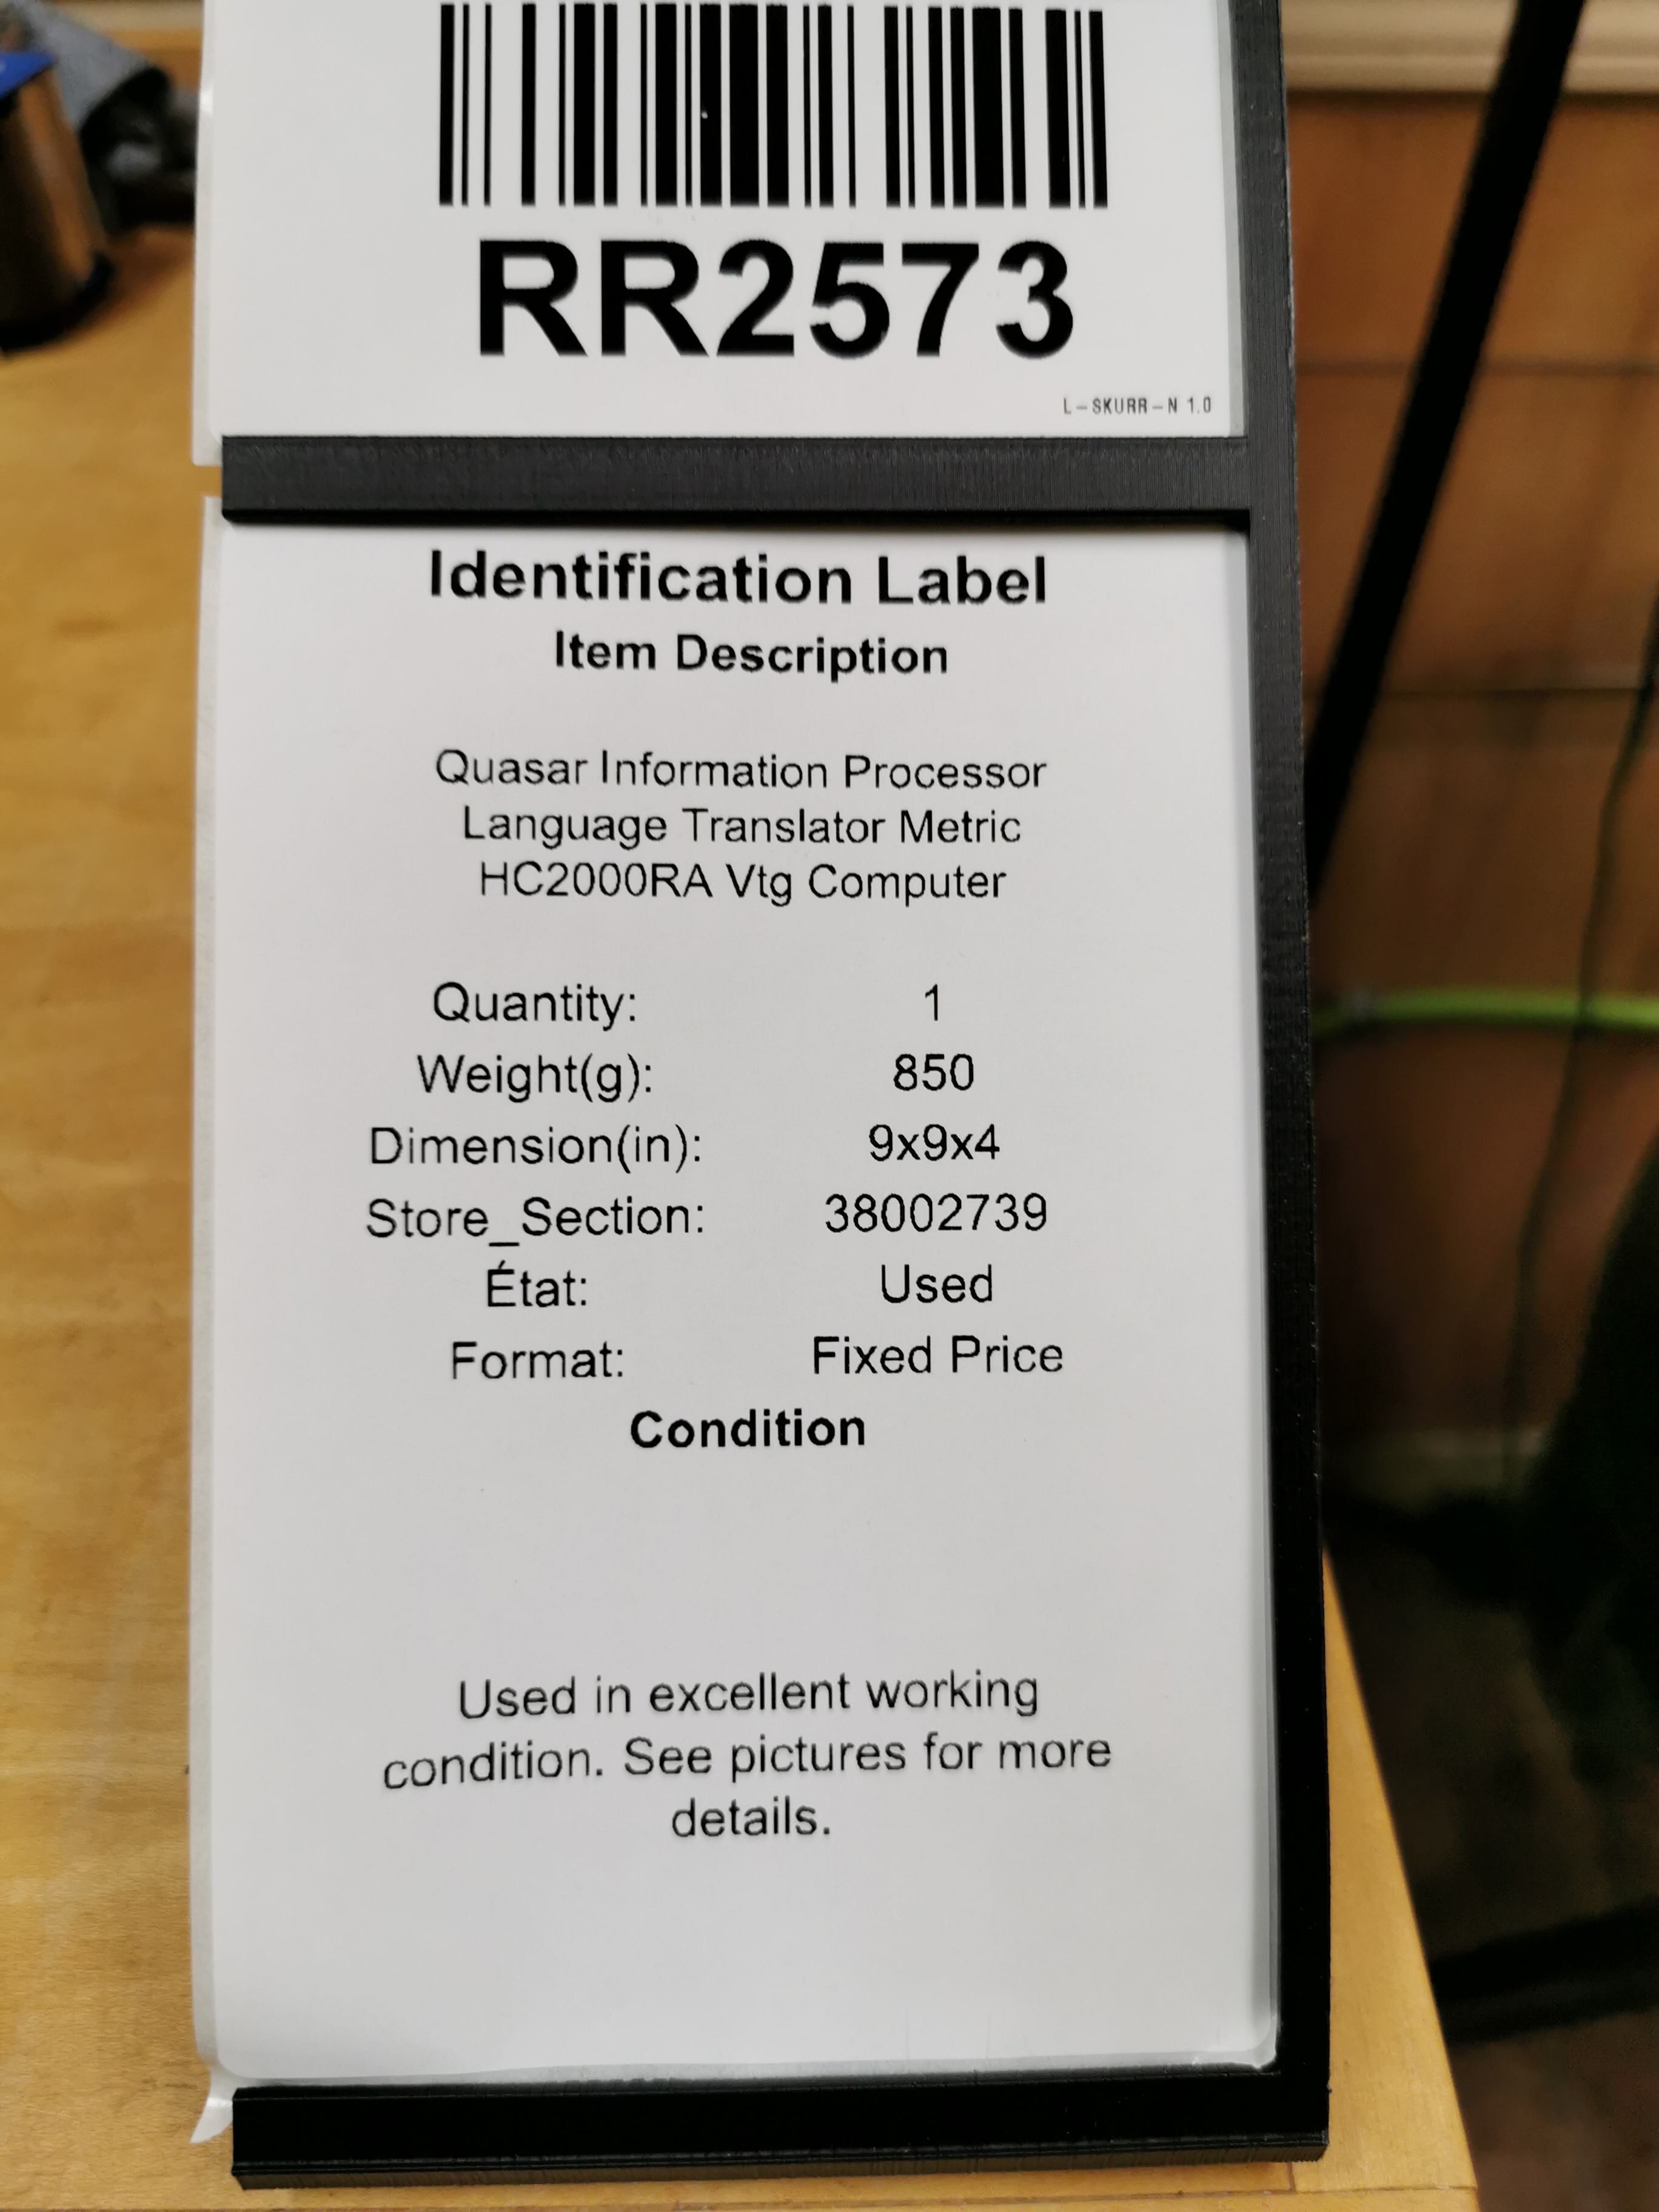 RR2573
L-SKURR-N 1.0
Identification Label
Item Description
Quasar Information Processor
Language Translator Metric
HC2000RA Vtg Computer
Quantity: 1
Weight(g): 850
Dimension(in): 9x9x4
Store_Section: 38002739
État: Used
Format: Fixed Price
Condition
Used in excellent working
condition. See pictures for more
details.